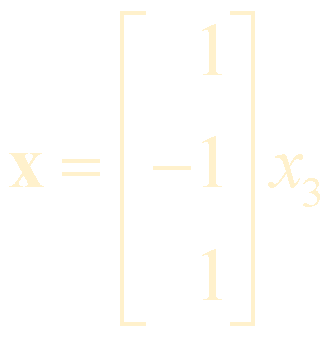 1
x = [ −1 ] x₃
1